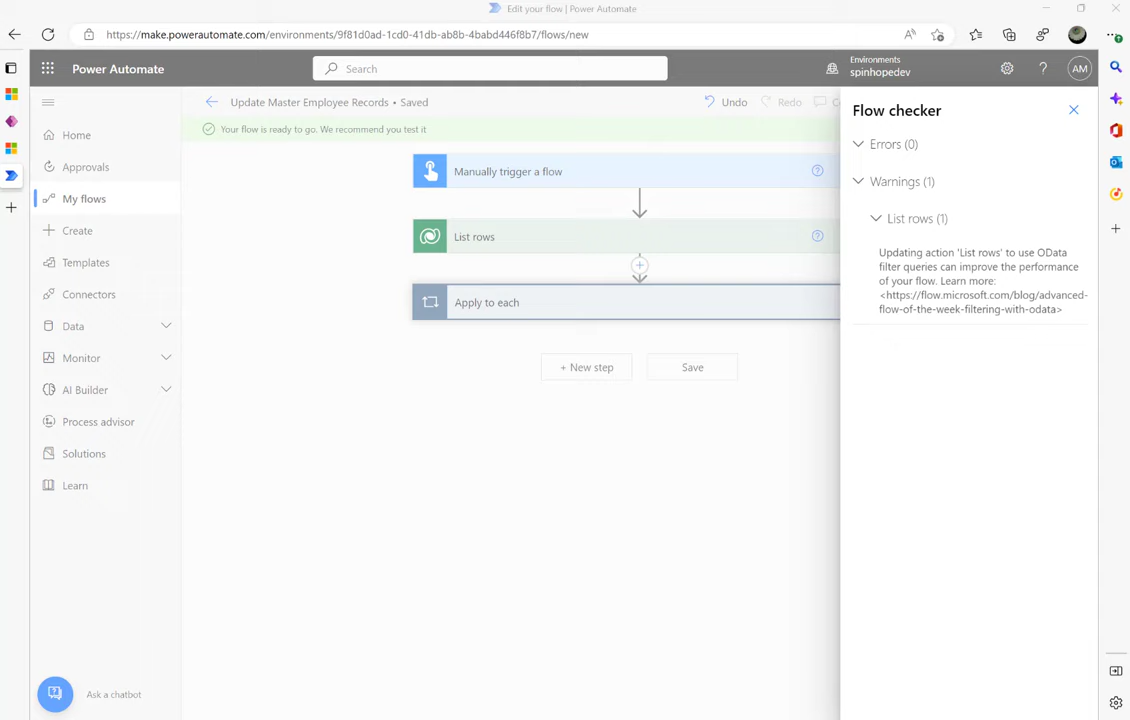 Edit your flow | Power Automate
https://make.powerautomate.com/environments/9f81d0ad-1cd0-41db-ab8b-4babd446f8b7/flows/new
Power Automate
Search
Environments
spinhopedev
AM
Update Master Employee Records • Saved
Undo
Redo
Your flow is ready to go. We recommend you test it
Home
Approvals
My flows
Create
Templates
Connectors
Data
Monitor
AI Builder
Process advisor
Solutions
Learn
Manually trigger a flow
List rows
Apply to each
+ New step
Save
Flow checker
Errors (0)
Warnings (1)
List rows (1)
Updating action 'List rows' to use OData
filter queries can improve the performance
of your flow. Learn more:
<https://flow.microsoft.com/blog/advanced-
flow-of-the-week-filtering-with-odata>
Ask a chatbot